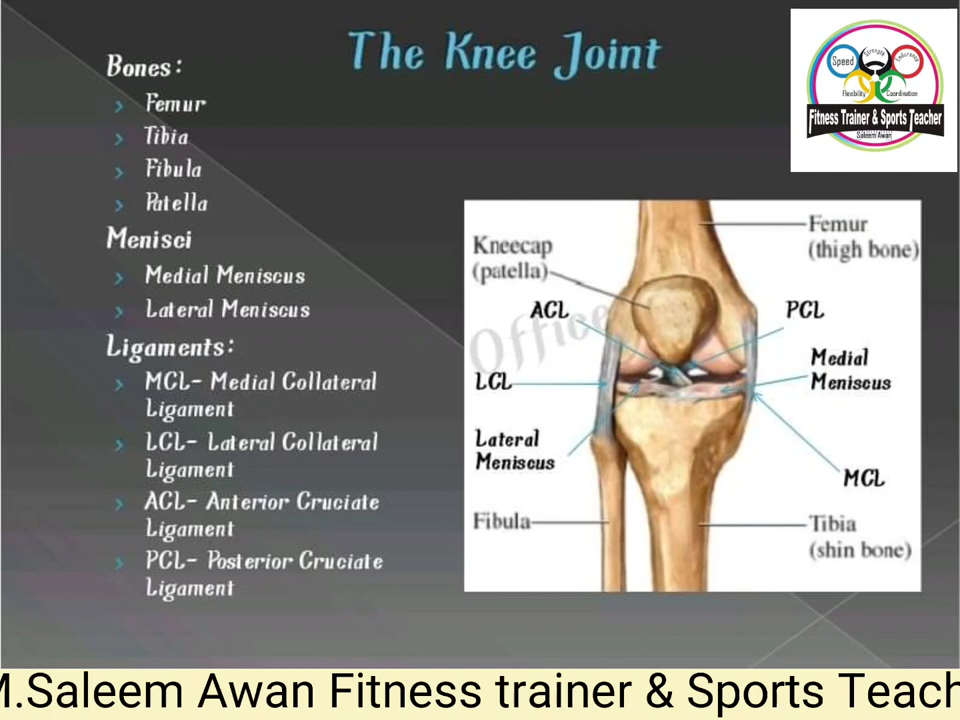 The Knee Joint
Bones:
Femur
Tibia
Fibula
Patella
Menisci
Medial Meniscus
Lateral Meniscus
Ligaments:
MCL- Medial Collateral
Ligament
LCL- Lateral Collateral
Ligament
ACL- Anterior Cruciate
Ligament
PCL- Posterior Cruciate
Ligament
Speed
Strength
Endurance
Flexibility
Coordination
Fitness Trainer & Sports Teacher
Saleem Awan
Femur
(thigh bone)
Kneecap
(patella)
ACL
PCL
Office
LCL
Medial
Meniscus
Lateral
Meniscus
MCL
Fibula
Tibia
(shin bone)
M.Saleem Awan Fitness trainer & Sports Teach